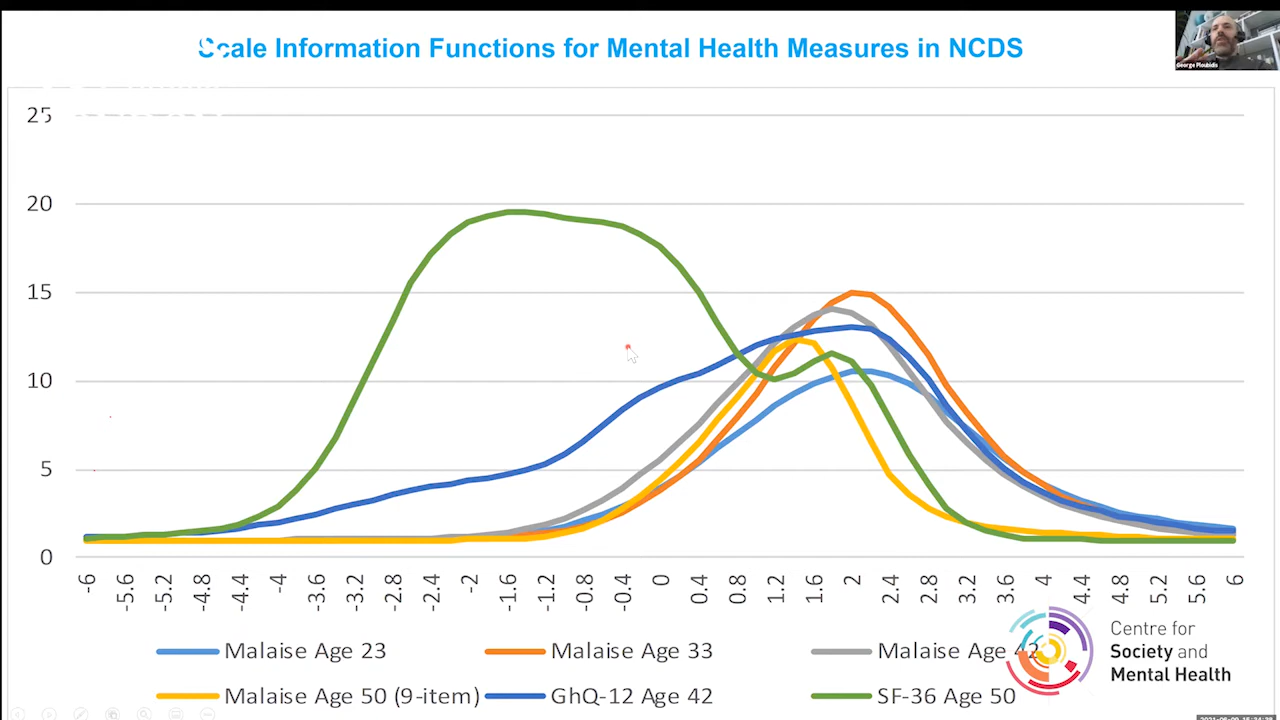 Scale Information Functions for Mental Health Measures in NCDS
George Ploubidis
25
20
15
10
5
0
-6 -5.6 -5.2 -4.8 -4.4 -4 -3.6 -3.2 -2.8 -2.4 -2 -1.6 -1.2 -0.8 -0.4 0 0.4 0.8 1.2 1.6 2 2.4 2.8 3.2 3.6 4 4.4 4.8 5.2 5.6 6
Malaise Age 23 Malaise Age 33 Malaise Age 42
Malaise Age 50 (9-item) GhQ-12 Age 42 SF-36 Age 50
Centre for
Society and
Mental Health